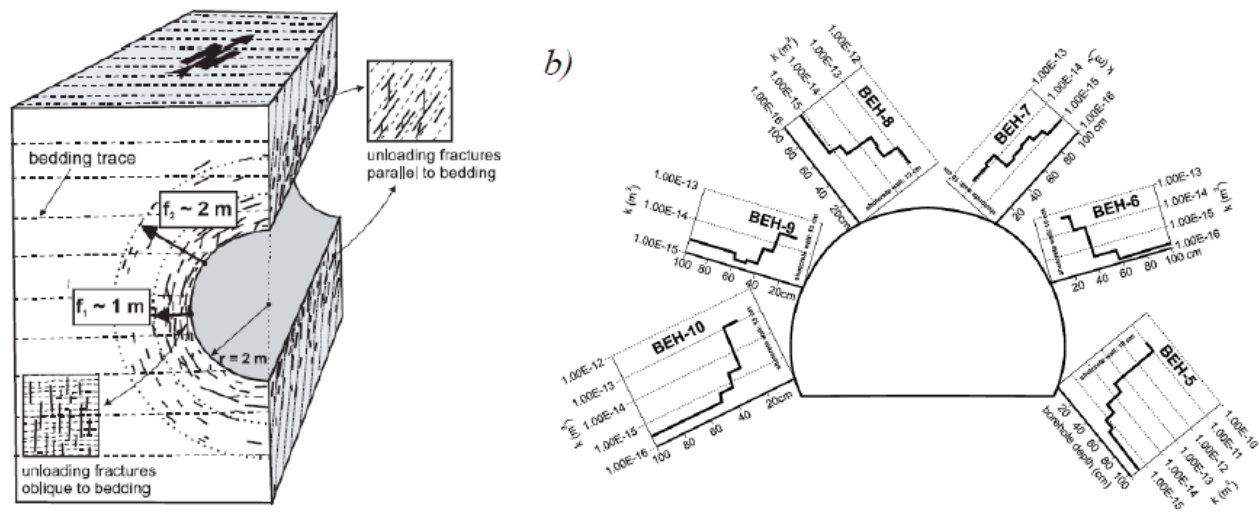 bedding trace
f₂ ~ 2 m
f₁ ~ 1 m
r = 2 m
unloading fractures
parallel to bedding
unloading fractures
oblique to bedding
b)
BEH-8
k (m²)
1.00E-12
1.00E-13
1.00E-14
1.00E-15
1.00E-16
100
80
60
40
20cm
shotcrete wall: 13 cm
BEH-7
k (m²)
1.00E-13
1.00E-14
1.00E-15
1.00E-16
100 cm
80
60
40
20
BEH-9
k (m²)
1.00E-13
1.00E-14
1.00E-15
100
80
60
40
20cm
BEH-6
k (m²)
1.00E-13
1.00E-14
1.00E-15
1.00E-16
20
40
60
80
100 cm
BEH-10
k (m²)
1.00E-12
1.00E-13
1.00E-14
1.00E-15
1.00E-16
100
80
60
40
20cm
BEH-5
k (m²)
1.00E-10
1.00E-11
1.00E-12
1.00E-13
1.00E-14
1.00E-15
20
40
60
80
100
borehole depth (cm)